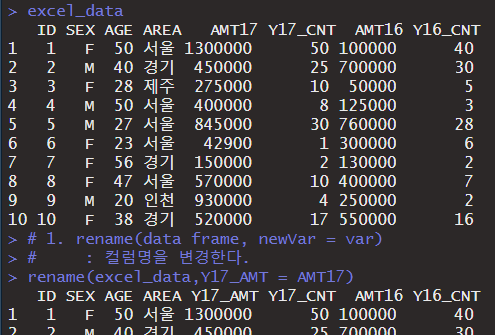 > excel_data
ID SEX AGE AREA AMT17 Y17_CNT AMT16 Y16_CNT
1 1 F 50 서울 1300000 50 100000 40
2 2 M 40 경기 450000 25 700000 30
3 3 F 28 제주 275000 10 50000 5
4 4 M 50 서울 400000 8 125000 3
5 5 M 27 서울 845000 30 760000 28
6 6 F 23 서울 42900 1 300000 6
7 7 F 56 경기 150000 2 130000 2
8 8 F 47 서울 570000 10 400000 7
9 9 M 20 인천 930000 4 250000 2
10 10 F 38 경기 520000 17 550000 16
> # 1. rename(data frame, newVar = var)
> # : 컬럼명을 변경한다.
> rename(excel_data,Y17_AMT = AMT17)
ID SEX AGE AREA Y17_AMT Y17_CNT AMT16 Y16_CNT
1 1 F 50 서울 1300000 50 100000 40
2 2 M 40 경기 450000 25 700000 30